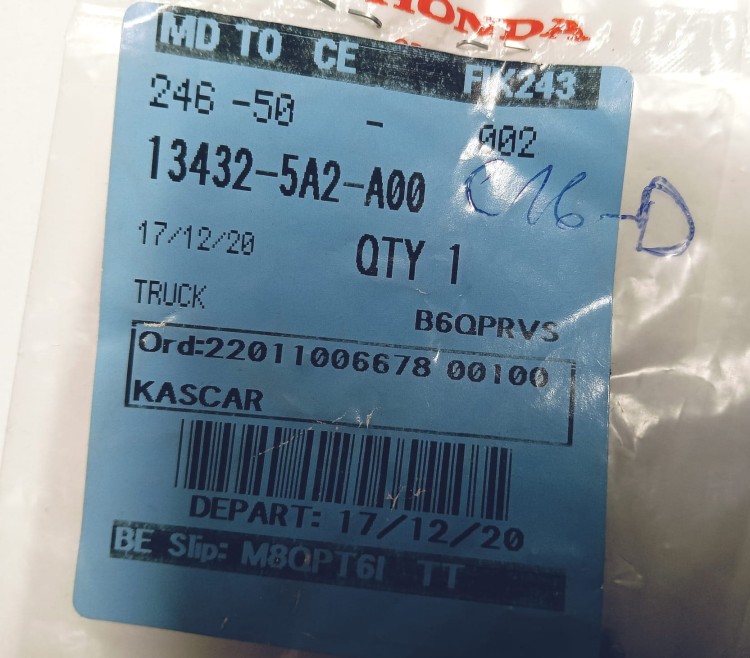 HONDA
MD TO CE FIK243
246 -50 - 002
13432-5A2-A00
C16-D
17/12/20 QTY 1
TRUCK
B6QPRVS
Ord:22011006678 00100
KASCAR
DEPART: 17/12/20
BE Slip: M8QPT6I TT